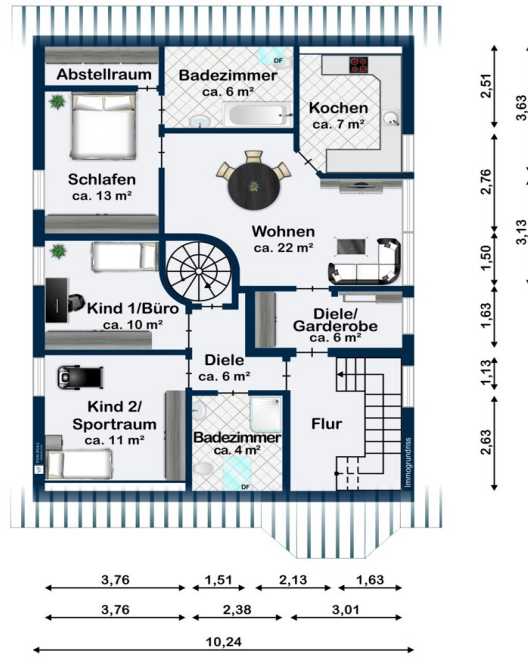 Abstellraum
Badezimmer
ca. 6 m²
DF
Kochen
ca. 7 m²
Schlafen
ca. 13 m²
Wohnen
ca. 22 m²
Kind 1/Büro
ca. 10 m²
Diele/
Garderobe
ca. 6 m²
Diele
ca. 6 m²
Kind 2/
Sportraum
ca. 11 m²
Badezimmer
ca. 4 m²
DF
Flur
Immogrundriss
2,51
3,63
2,76
3,13
1,50
1,63
1,13
2,63
3,76
1,51
2,13
1,63
3,76
2,38
3,01
10,24